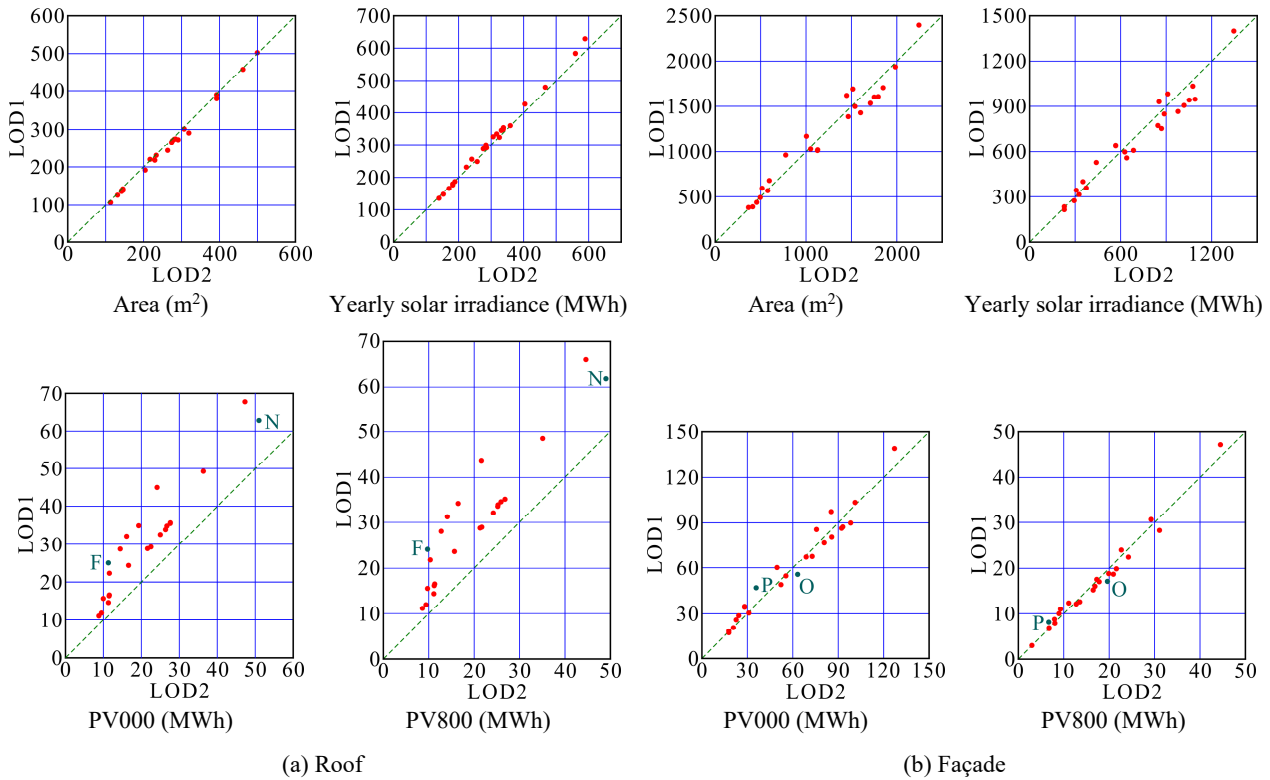 600
500
400
300
200
100
0
LOD1
0
200
400
600
LOD2
Area (m²)
700
600
500
400
300
200
100
0
LOD1
0
200
400
600
LOD2
Yearly solar irradiance (MWh)
2500
2000
1500
1000
500
0
LOD1
0
1000
2000
LOD2
Area (m²)
1500
1200
900
600
300
0
LOD1
0
600
1200
LOD2
Yearly solar irradiance (MWh)
70
60
50
40
30
20
10
0
LOD1
N
F
0
10
20
30
40
50
60
LOD2
PV000 (MWh)
70
60
50
40
30
20
10
0
LOD1
N
F
0
10
20
30
40
50
LOD2
PV800 (MWh)
150
120
90
60
30
0
LOD1
P
O
0
30
60
90
120
150
LOD2
PV000 (MWh)
50
40
30
20
10
0
LOD1
P
O
0
10
20
30
40
50
LOD2
PV800 (MWh)
(a) Roof
(b) Façade